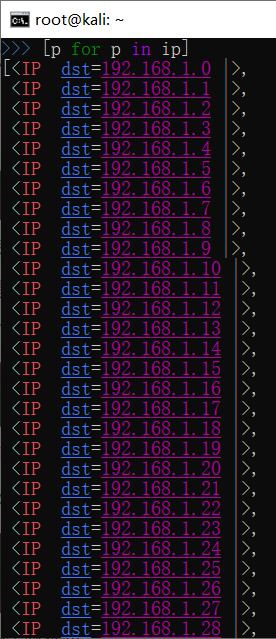 root@kali: ~
>>> [p for p in ip]
[<IP  dst=192.168.1.0 |>,
 <IP  dst=192.168.1.1 |>,
 <IP  dst=192.168.1.2 |>,
 <IP  dst=192.168.1.3 |>,
 <IP  dst=192.168.1.4 |>,
 <IP  dst=192.168.1.5 |>,
 <IP  dst=192.168.1.6 |>,
 <IP  dst=192.168.1.7 |>,
 <IP  dst=192.168.1.8 |>,
 <IP  dst=192.168.1.9 |>,
 <IP  dst=192.168.1.10 |>,
 <IP  dst=192.168.1.11 |>,
 <IP  dst=192.168.1.12 |>,
 <IP  dst=192.168.1.13 |>,
 <IP  dst=192.168.1.14 |>,
 <IP  dst=192.168.1.15 |>,
 <IP  dst=192.168.1.16 |>,
 <IP  dst=192.168.1.17 |>,
 <IP  dst=192.168.1.18 |>,
 <IP  dst=192.168.1.19 |>,
 <IP  dst=192.168.1.20 |>,
 <IP  dst=192.168.1.21 |>,
 <IP  dst=192.168.1.22 |>,
 <IP  dst=192.168.1.23 |>,
 <IP  dst=192.168.1.24 |>,
 <IP  dst=192.168.1.25 |>,
 <IP  dst=192.168.1.26 |>,
 <IP  dst=192.168.1.27 |>,
 <IP  dst=192.168.1.28 |>,